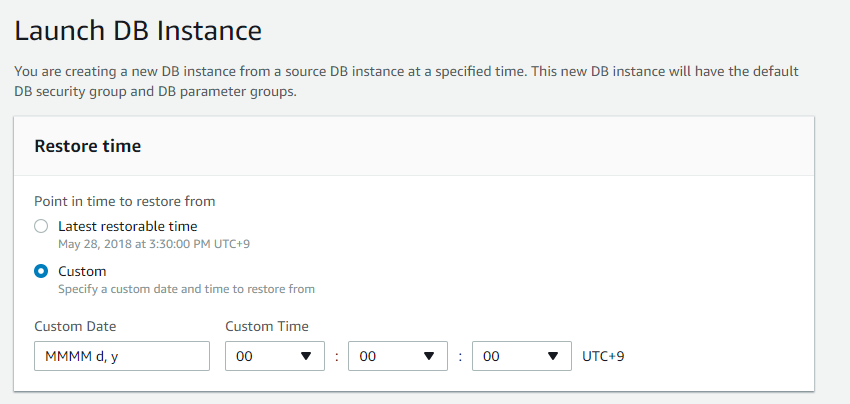 Launch DB Instance
You are creating a new DB instance from a source DB instance at a specified time. This new DB instance will have the default
DB security group and DB parameter groups.
Restore time
Point in time to restore from
Latest restorable time
May 28, 2018 at 3:30:00 PM UTC+9
Custom
Specify a custom date and time to restore from
Custom Date Custom Time
MMMM d, y 00 : 00 : 00 UTC+9